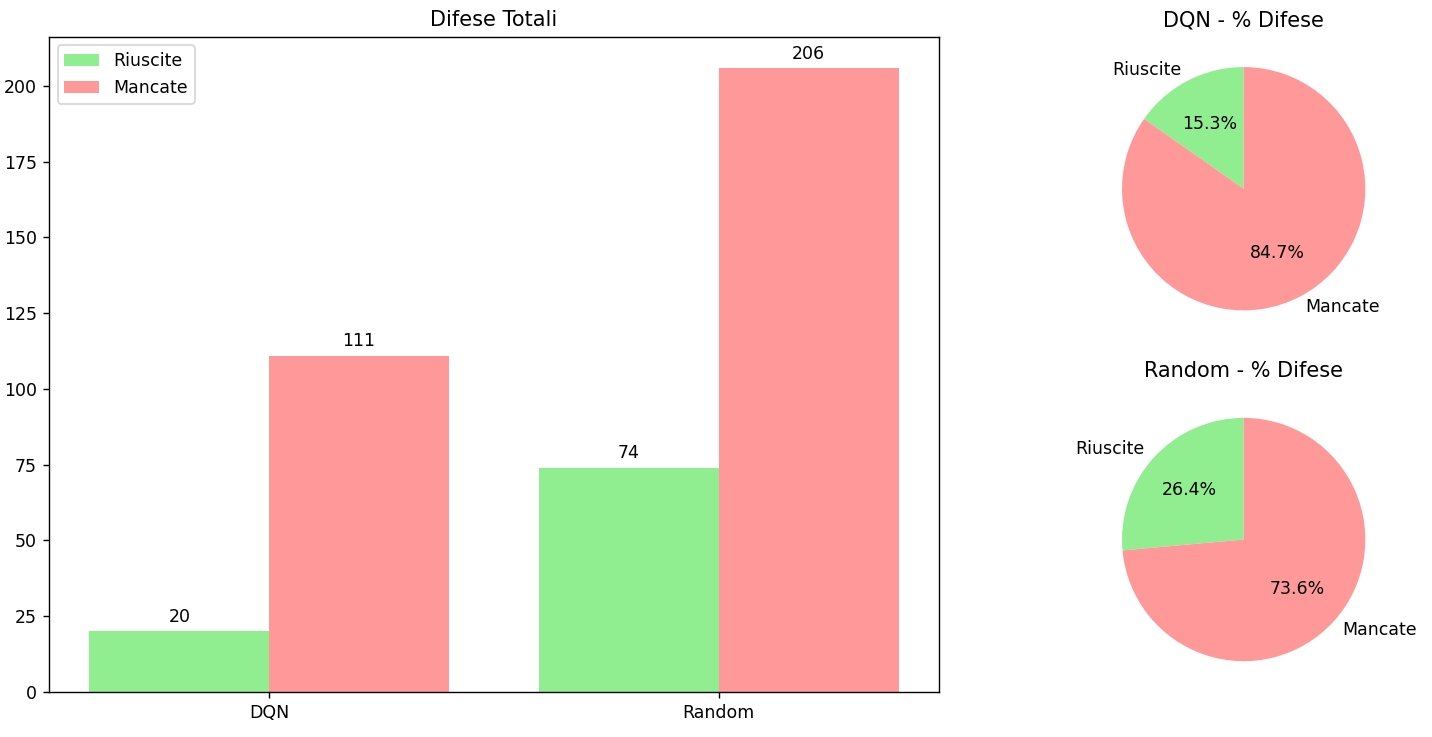 Difese Totali
Riuscite
Mancate
200
175
150
125
100
75
50
25
0
20
111
74
206
DQN
Random
DQN - % Difese
Riuscite
15.3%
84.7%
Mancate
Random - % Difese
Riuscite
26.4%
73.6%
Mancate